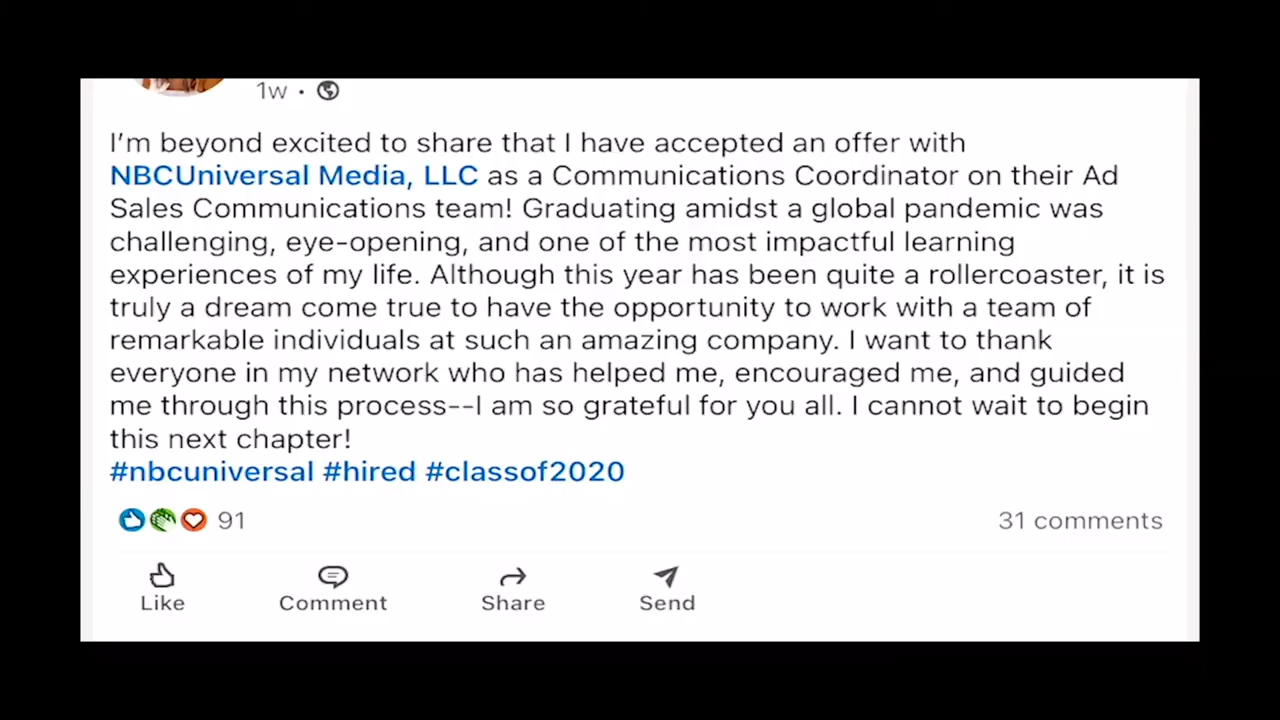 1w •
I'm beyond excited to share that I have accepted an offer with
NBCUniversal Media, LLC as a Communications Coordinator on their Ad
Sales Communications team! Graduating amidst a global pandemic was
challenging, eye-opening, and one of the most impactful learning
experiences of my life. Although this year has been quite a rollercoaster, it is
truly a dream come true to have the opportunity to work with a team of
remarkable individuals at such an amazing company. I want to thank
everyone in my network who has helped me, encouraged me, and guided
me through this process--I am so grateful for you all. I cannot wait to begin
this next chapter!
#nbcuniversal #hired #classof2020
91 31 comments
Like Comment Share Send